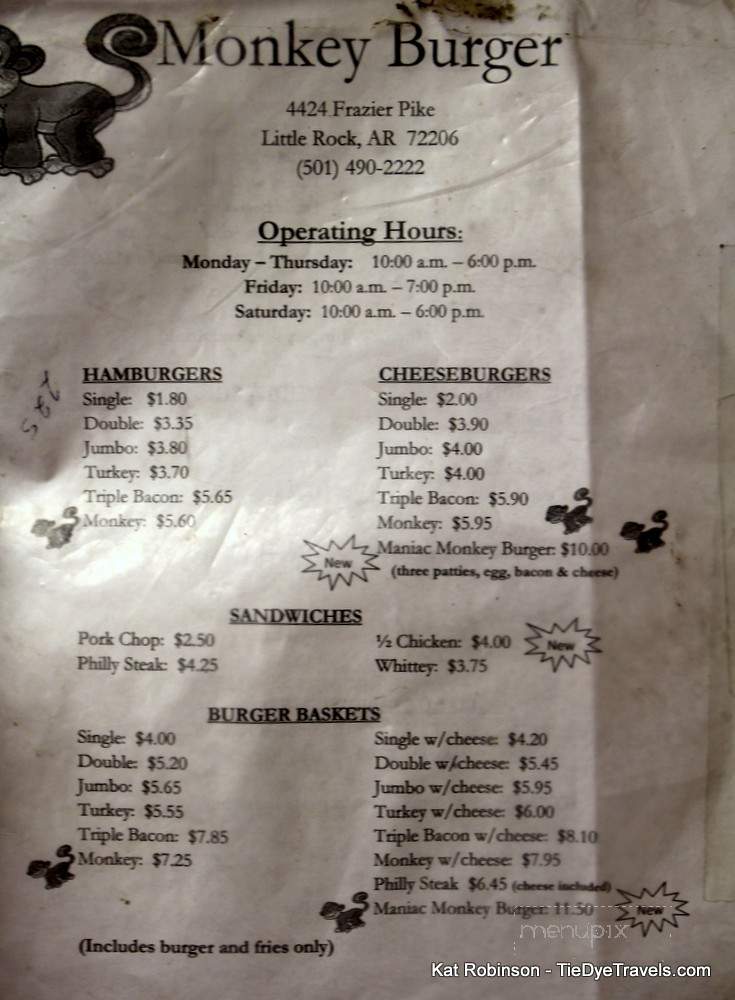 Monkey Burger
4424 Frazier Pike
Little Rock, AR 72206
(501) 490-2222
Operating Hours:
Monday – Thursday: 10:00 a.m. – 6:00 p.m.
Friday: 10:00 a.m. – 7:00 p.m.
Saturday: 10:00 a.m. – 6:00 p.m.
HAMBURGERS
Single: $1.80
Double: $3.35
Jumbo: $3.80
Turkey: $3.70
Triple Bacon: $5.65
Monkey: $5.60
CHEESEBURGERS
Single: $2.00
Double: $3.90
Jumbo: $4.00
Turkey: $4.00
Triple Bacon: $5.90
Monkey: $5.95
New
Maniac Monkey Burger: $10.00
(three patties, egg, bacon & cheese)
SANDWICHES
Pork Chop: $2.50
Philly Steak: $4.25
½ Chicken: $4.00
New
Whittey: $3.75
BURGER BASKETS
Single: $4.00
Double: $5.20
Jumbo: $5.65
Turkey: $5.55
Triple Bacon: $7.85
Monkey: $7.25
Single w/cheese: $4.20
Double w/cheese: $5.45
Jumbo w/cheese: $5.95
Turkey w/cheese: $6.00
Triple Bacon w/cheese: $8.10
Monkey w/cheese: $7.95
Philly Steak $6.45 (cheese included)
Maniac Monkey Burger: 11.50
New
(Includes burger and fries only)
menupix
Kat Robinson - TieDyeTravels.com